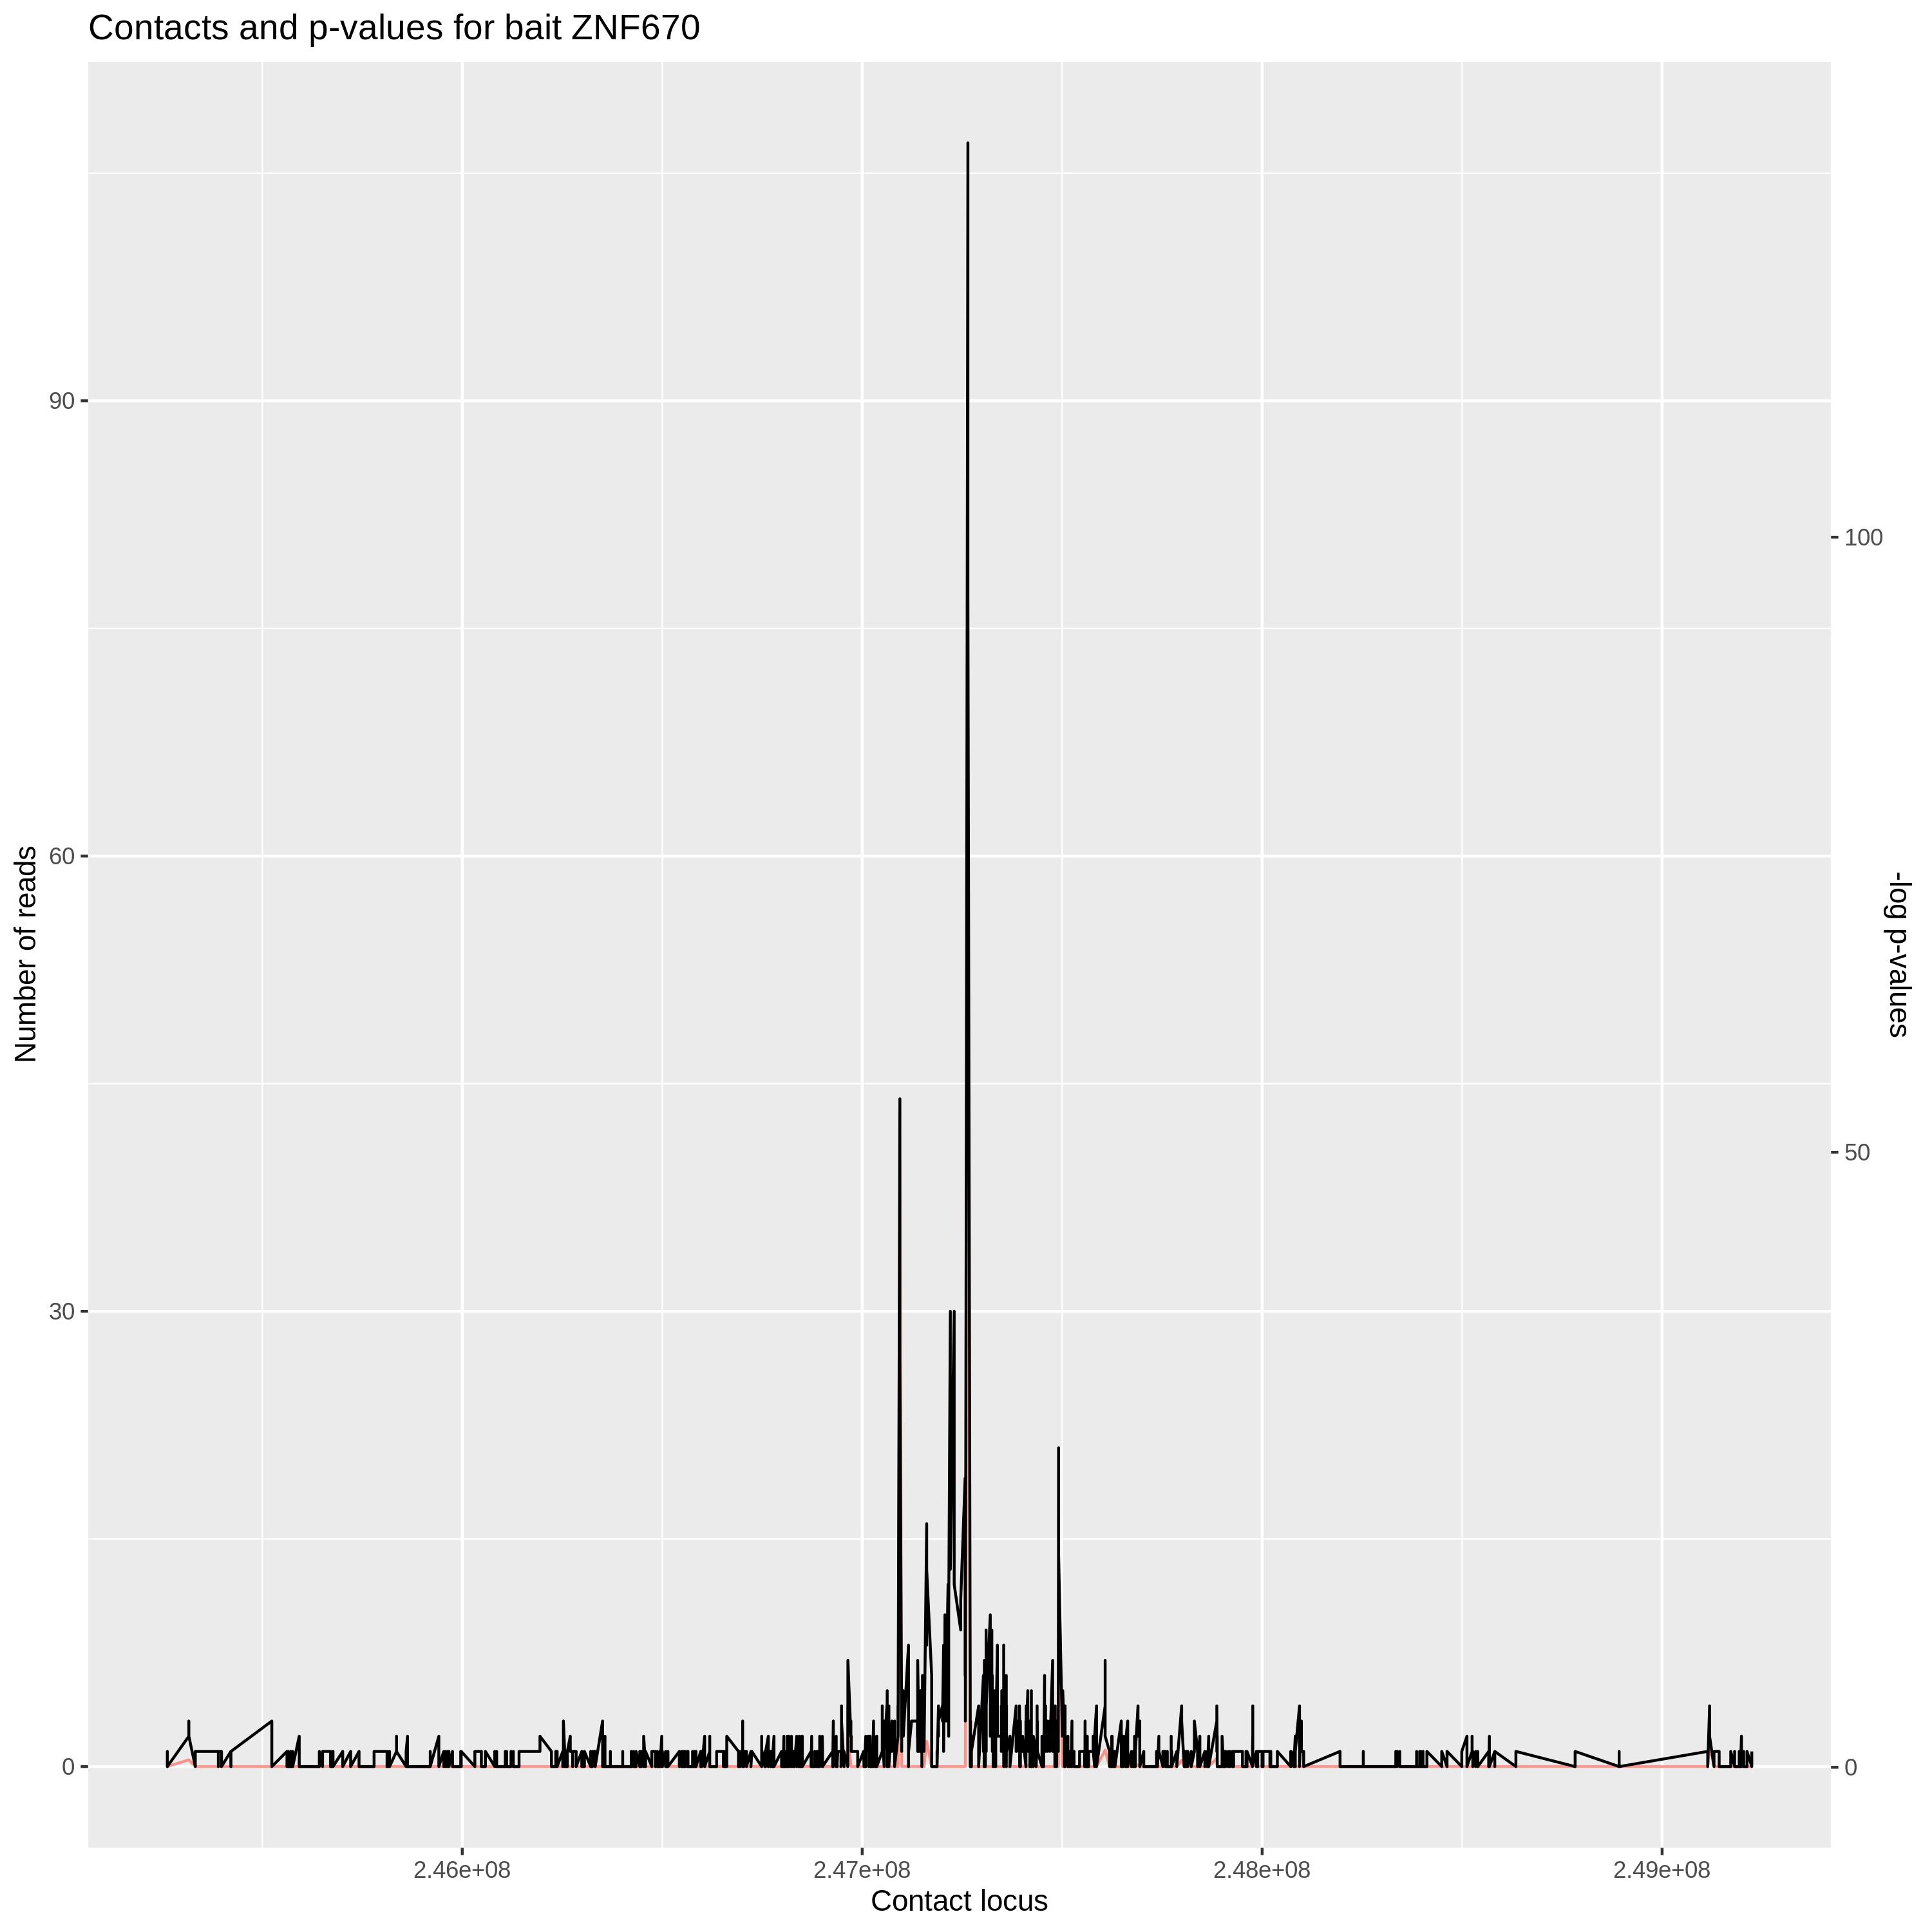 Contacts and p-values for bait ZNF670
90
60
30
0
Number of reads
100
50
0
-log p-values
2.46e+08
2.47e+08
2.48e+08
2.49e+08
Contact locus